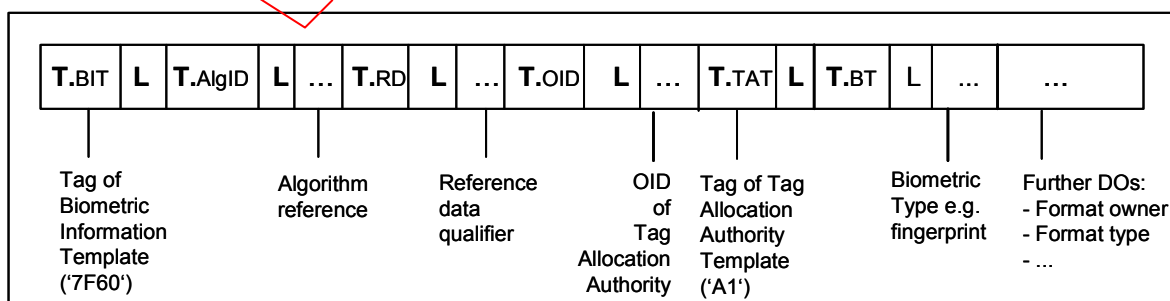 T.BIT L T.AlgID L ... T.RD L ... T.OID L ... T.TAT L T.BT L ... ...
Tag of
Biometric
Information
Template
(‘7F60‘)
Algorithm
reference
Reference
data
qualifier
OID
of
Tag
Allocation
Authority
Tag of Tag
Allocation
Authority
Template
(‘A1‘)
Biometric
Type e.g.
fingerprint
Further DOs:
- Format owner
- Format type
- ...